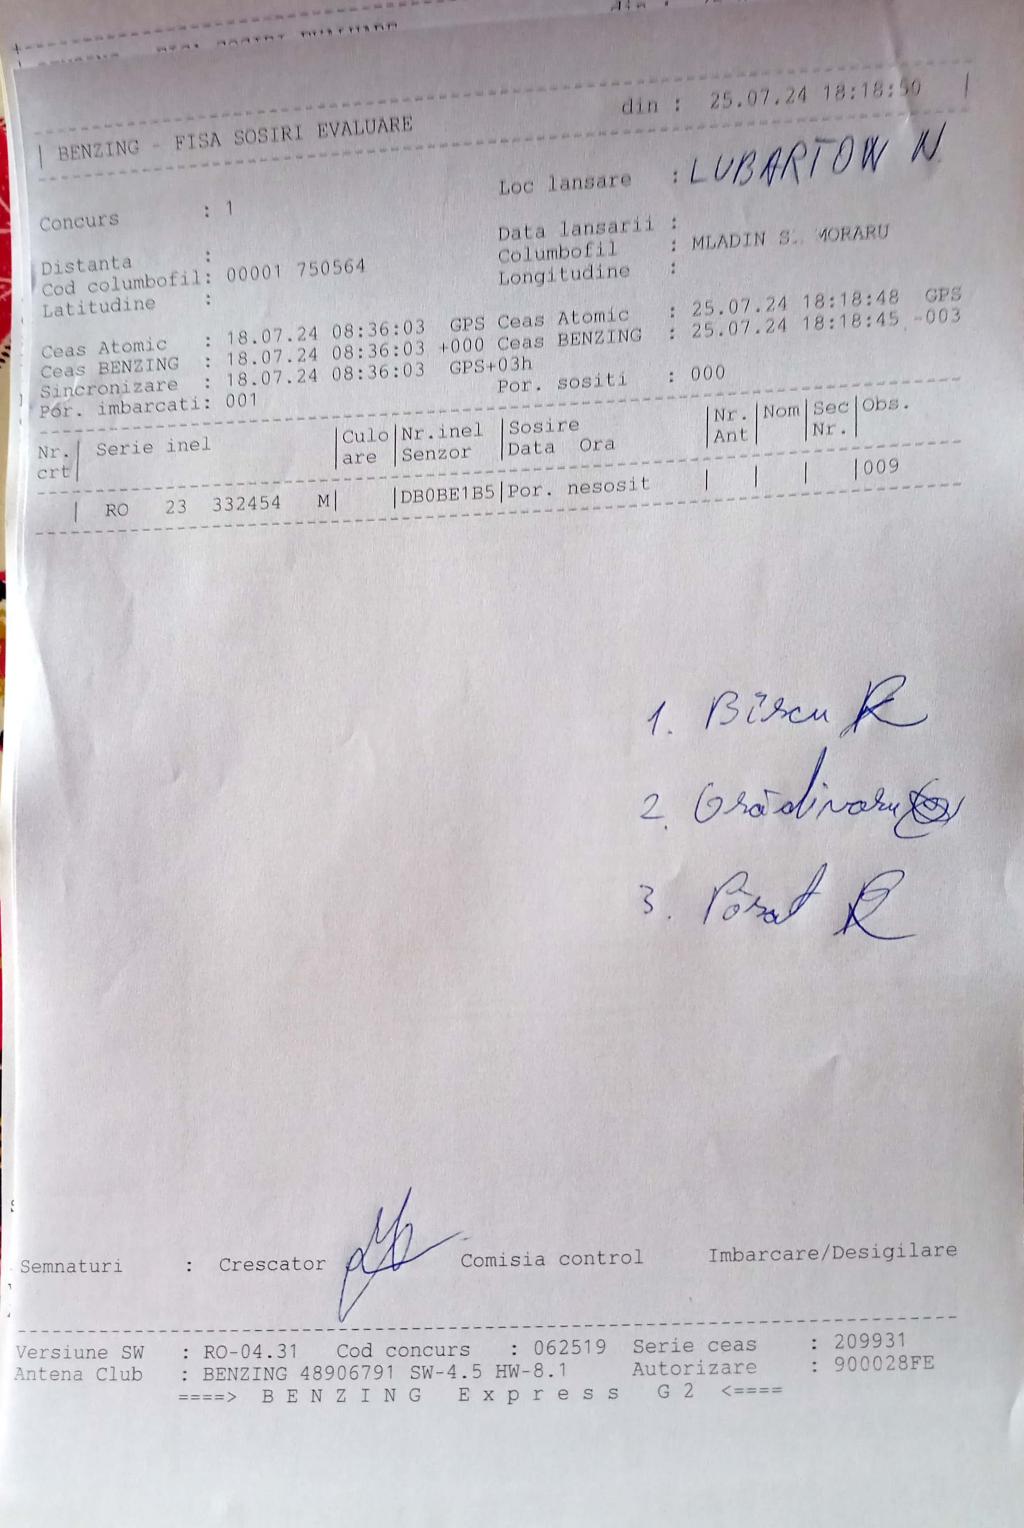 din : 25.07.24 18:18:50 |
| BENZING - FISA SOSIRI EVALUARE
Loc lansare : LUBARTOW N
Concurs : 1
Data lansarii :
Distanta :
Columbofil : MLADIN S. MORARU
Cod columbofil: 00001 750564
Longitudine :
Latitudine :
Ceas Atomic : 18.07.24 08:36:03 GPS Ceas Atomic : 25.07.24 18:18:48 GPS
Ceas BENZING : 18.07.24 08:36:03 +000 Ceas BENZING : 25.07.24 18:18:45 -003
Sincronizare : 18.07.24 08:36:03 GPS+03h
Por. imbarcati: 001 Por. sositi : 000
Nr.| Serie inel |Culo|Nr.inel |Sosire |Nr.|Nom|Sec|Obs.
crt| |are |Senzor |Data Ora |Ant| |Nr.|
| RO 23 332454 M| |DB0BE1B5|Por. nesosit | | | |009
1. Bîscu
2. Grădinaru
3. Pôsat
Semnaturi : Crescator Comisia control Imbarcare/Desigilare
Versiune SW : RO-04.31 Cod concurs : 062519 Serie ceas : 209931
Antena Club : BENZING 48906791 SW-4.5 HW-8.1 Autorizare : 900028FE
====> B E N Z I N G E x p r e s s G 2 <====